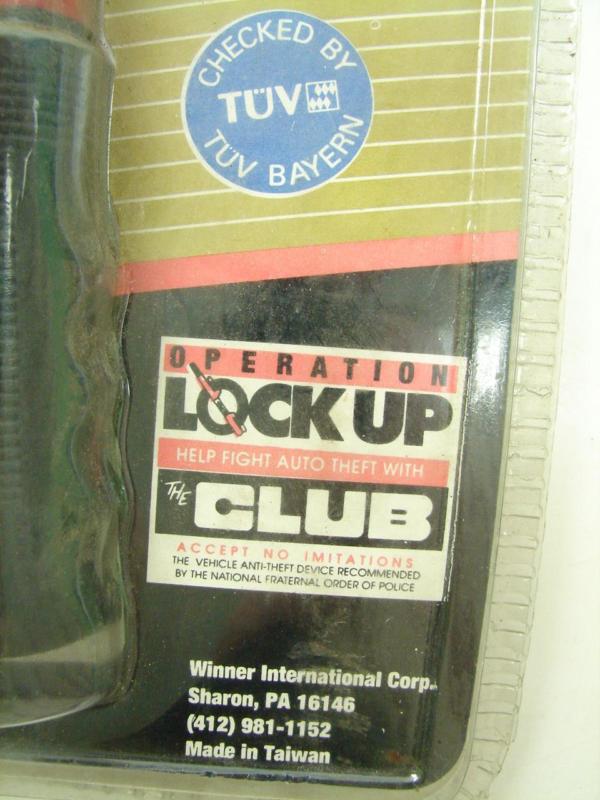 CHECKED BY
TÜV
TÜV BAYERN
OPERATION
LOCK UP
HELP FIGHT AUTO THEFT WITH
THE CLUB
ACCEPT NO IMITATIONS
THE VEHICLE ANTI-THEFT DEVICE RECOMMENDED
BY THE NATIONAL FRATERNAL ORDER OF POLICE
Winner International Corp.
Sharon, PA 16146
(412) 981-1152
Made in Taiwan